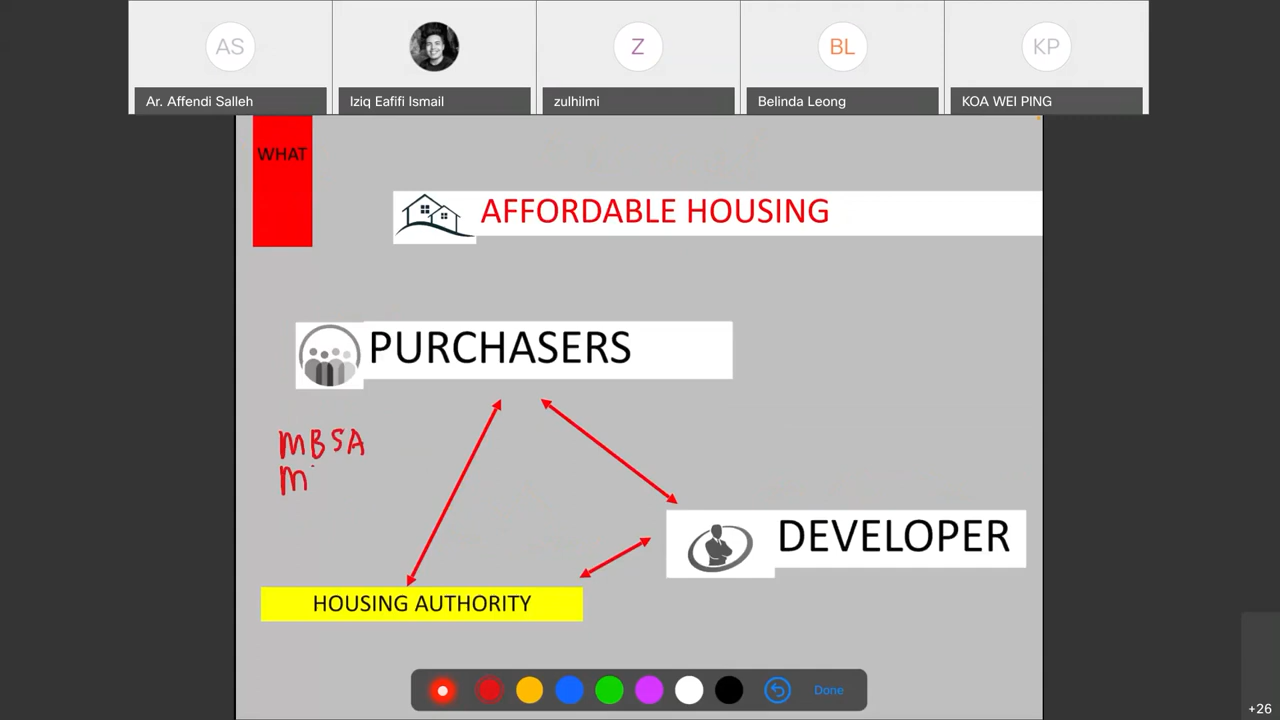 AS
Z
BL
KP
Ar. Affendi Salleh
Iziq Eafifi Ismail
zulhilmi
Belinda Leong
KOA WEI PING
WHAT
AFFORDABLE HOUSING
PURCHASERS
MBSA
M
DEVELOPER
HOUSING AUTHORITY
Done
+26